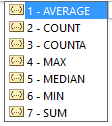 1 - AVERAGE
2 - COUNT
3 - COUNTA
4 - MAX
5 - MEDIAN
6 - MIN
7 - SUM